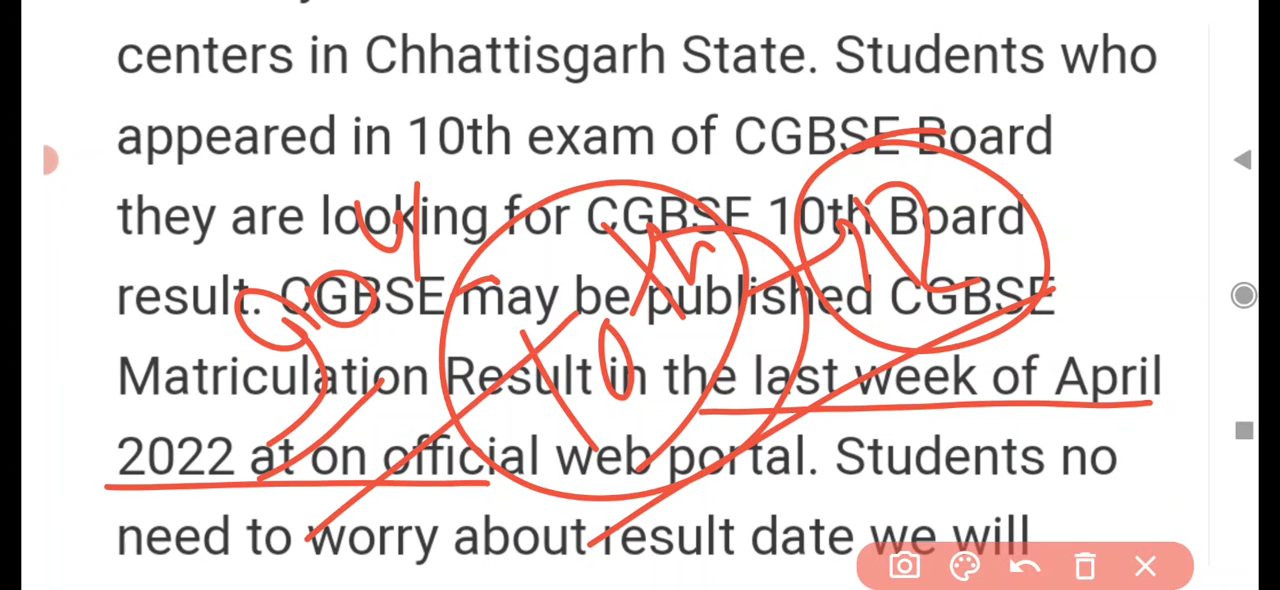 centers in Chhattisgarh State. Students who
appeared in 10th exam of CGBSE Board
they are looking for CGBSE 10th Board
result. CGBSE may be published CGBSE
Matriculation Result in the last week of April
2022 at on official web portal. Students no
need to worry about result date we will
10th
12